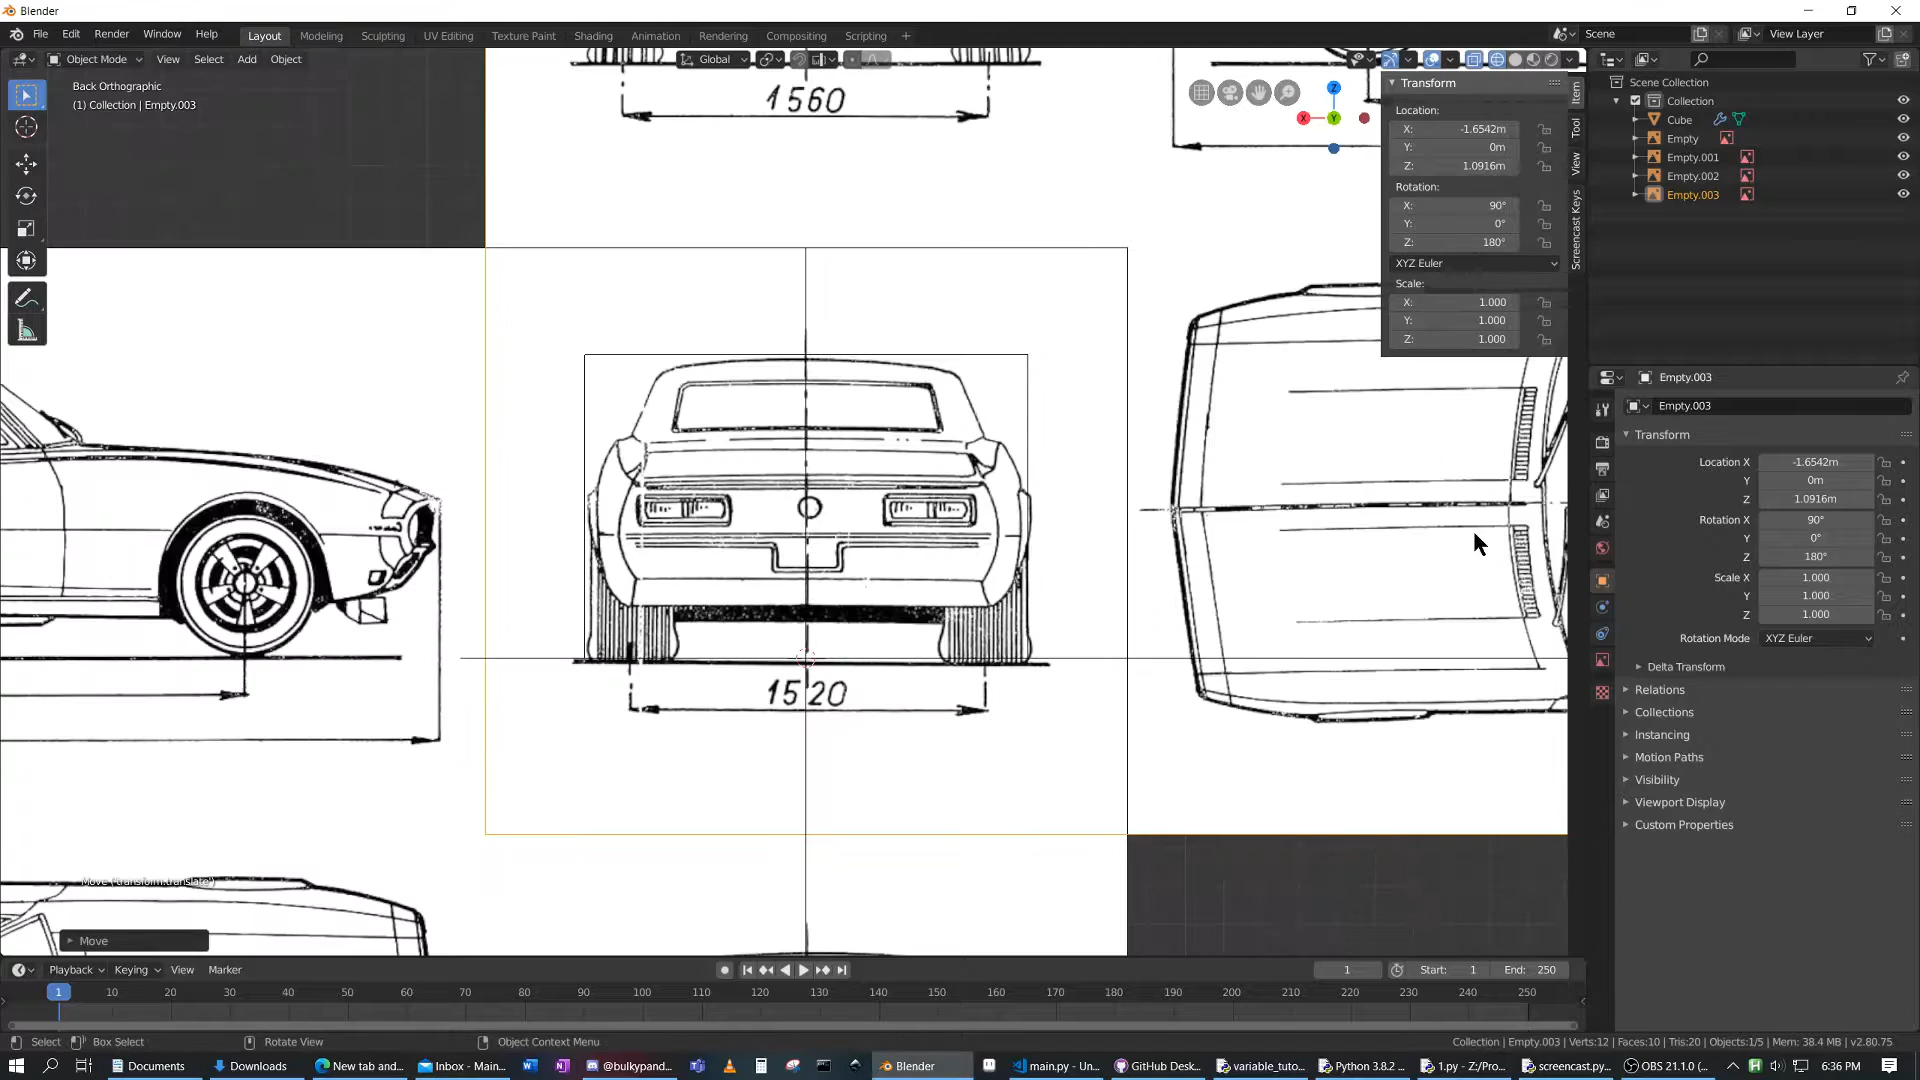 Blender
File Edit Render Window Help
Layout Modeling Sculpting UV Editing Texture Paint Shading Animation Rendering Compositing Scripting +
Scene
View Layer
Object Mode View Select Add Object
Global
Back Orthographic
(1) Collection | Empty.003
1560
1520
X
Y
Z
Transform
Location:
X: -1.6542m
Y: 0m
Z: 1.0916m
Rotation:
X: 90°
Y: 0°
Z: 180°
XYZ Euler
Scale:
X: 1.000
Y: 1.000
Z: 1.000
Item
Tool
View
Screencast Keys
Scene Collection
Collection
Cube
Empty
Empty.001
Empty.002
Empty.003
Empty.003
Empty.003
Transform
Location X -1.6542m
Y 0m
Z 1.0916m
Rotation X 90°
Y 0°
Z 180°
Scale X 1.000
Y 1.000
Z 1.000
Rotation Mode XYZ Euler
Delta Transform
Relations
Collections
Instancing
Motion Paths
Visibility
Viewport Display
Custom Properties
Move ('transform.translate')
Move
Playback Keying View Marker
1 Start: 1 End: 250
1 10 20 30 40 50 60 70 80 90 100 110 120 130 140 150 160 170 180 190 200 210 220 230 240 250
Select Box Select Rotate View Object Context Menu
Collection | Empty.003 | Verts:12 | Faces:10 | Tris:20 | Objects:1/5 | Mem: 38.4 MB | v2.80.75
Documents Downloads New tab and... Inbox - Main... @bulkypand... Blender main.py - Un... GitHub Desk... variable_tuto... Python 3.8.2 ... 1.py - Z:/Pro... screencast.py... OBS 21.1.0 (... 6:36 PM